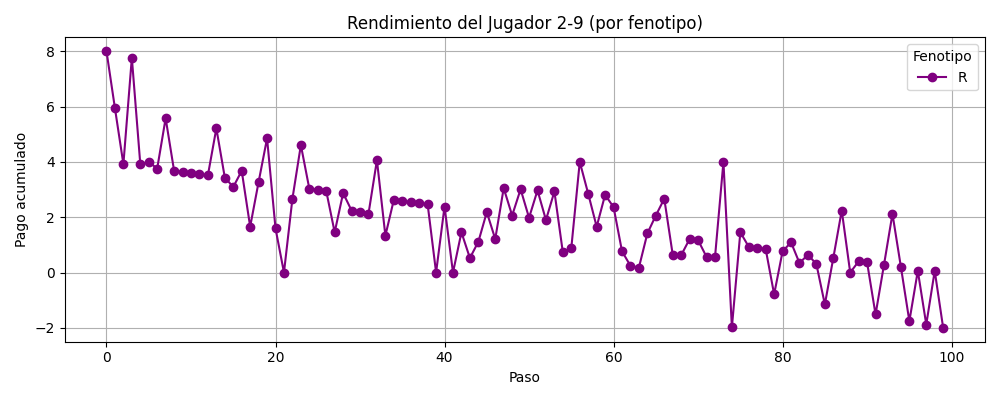 Rendimiento del Jugador 2-9 (por fenotipo)
Fenotipo
R
Pago acumulado
8
6
4
2
0
−2
0 20 40 60 80 100
Paso